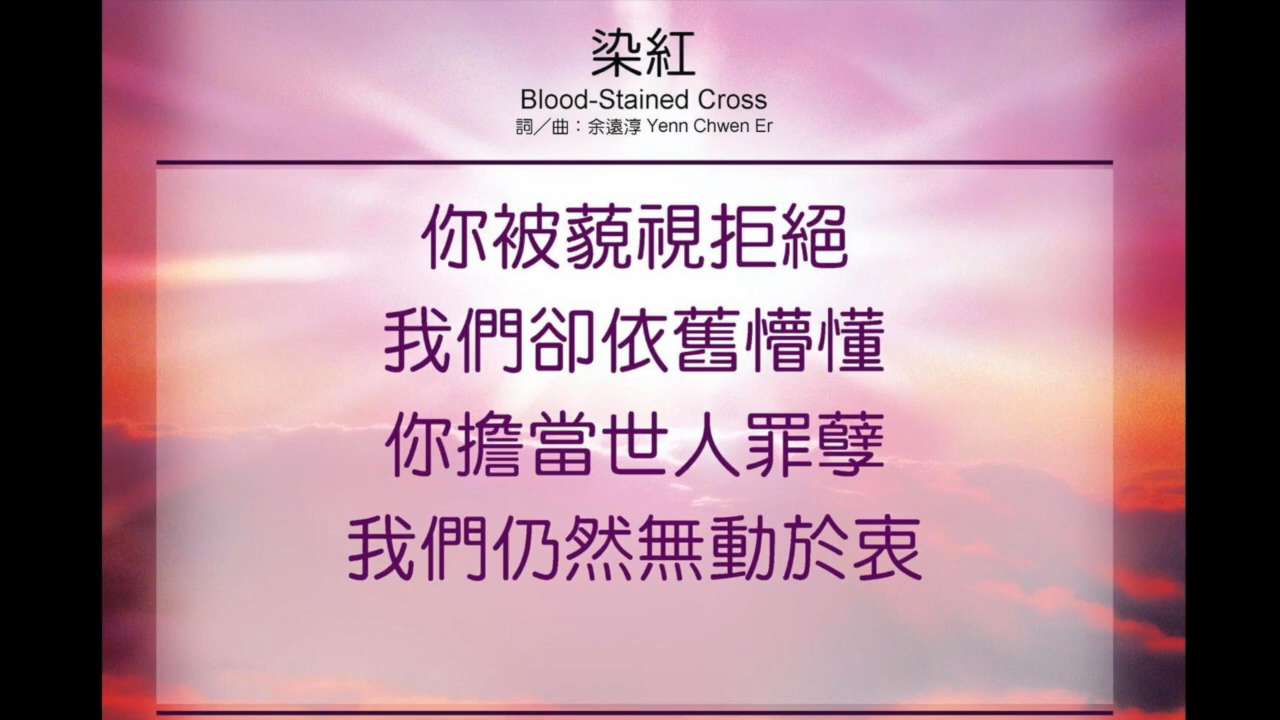 染紅
Blood-Stained Cross
詞／曲：余遠淳 Yenn Chwen Er
你被藐視拒絕
我們卻依舊懵懂
你擔當世人罪孽
我們仍然無動於衷